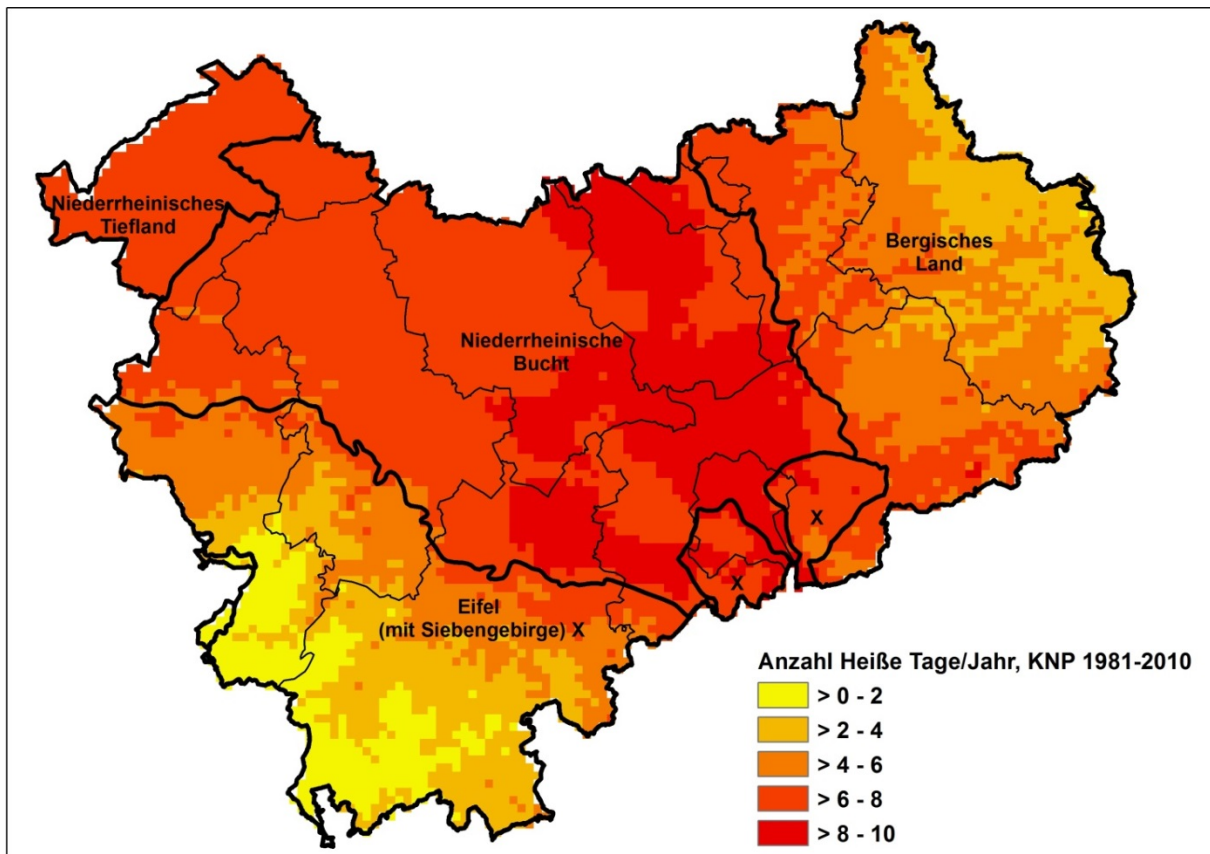 Niederrheinisches
Tiefland
Bergisches
Land
Niederrheinische
Bucht
X
X
Eifel
(mit Siebengebirge) X
Anzahl Heiße Tage/Jahr, KNP 1981-2010
> 0 - 2
> 2 - 4
> 4 - 6
> 6 - 8
> 8 - 10